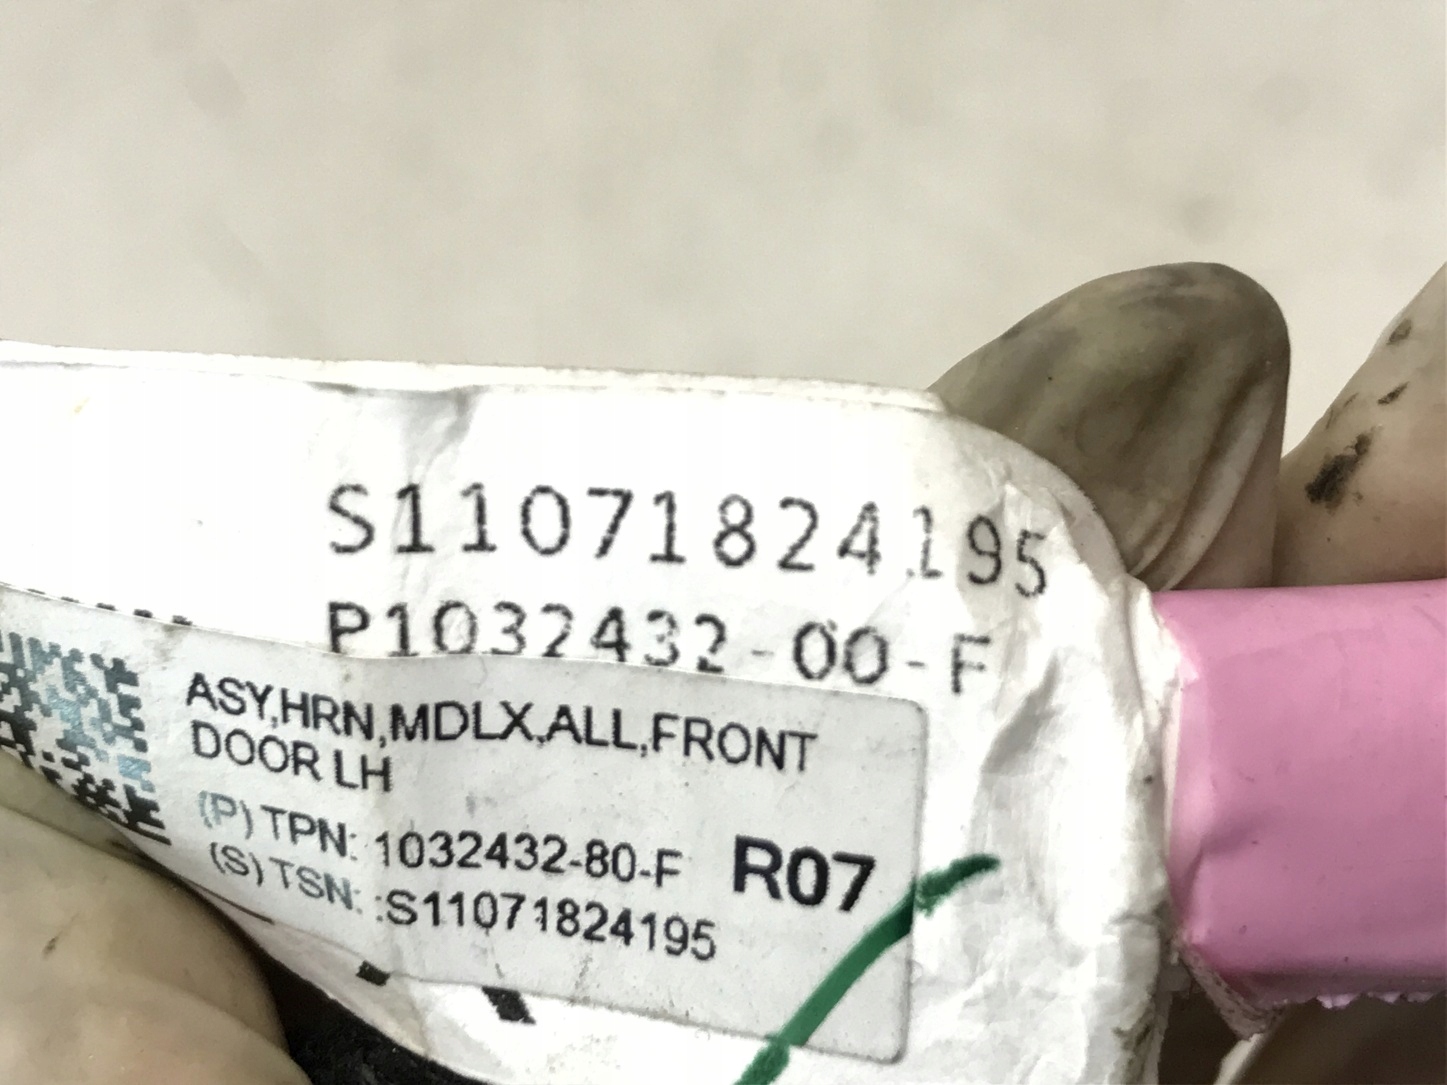 S11071824195
P1032432-00-F
ASY,HRN,MDLX,ALL,FRONT
DOOR LH
(P) TPN: 1032432-80-F
R07
(S) TSN: :S11071824195